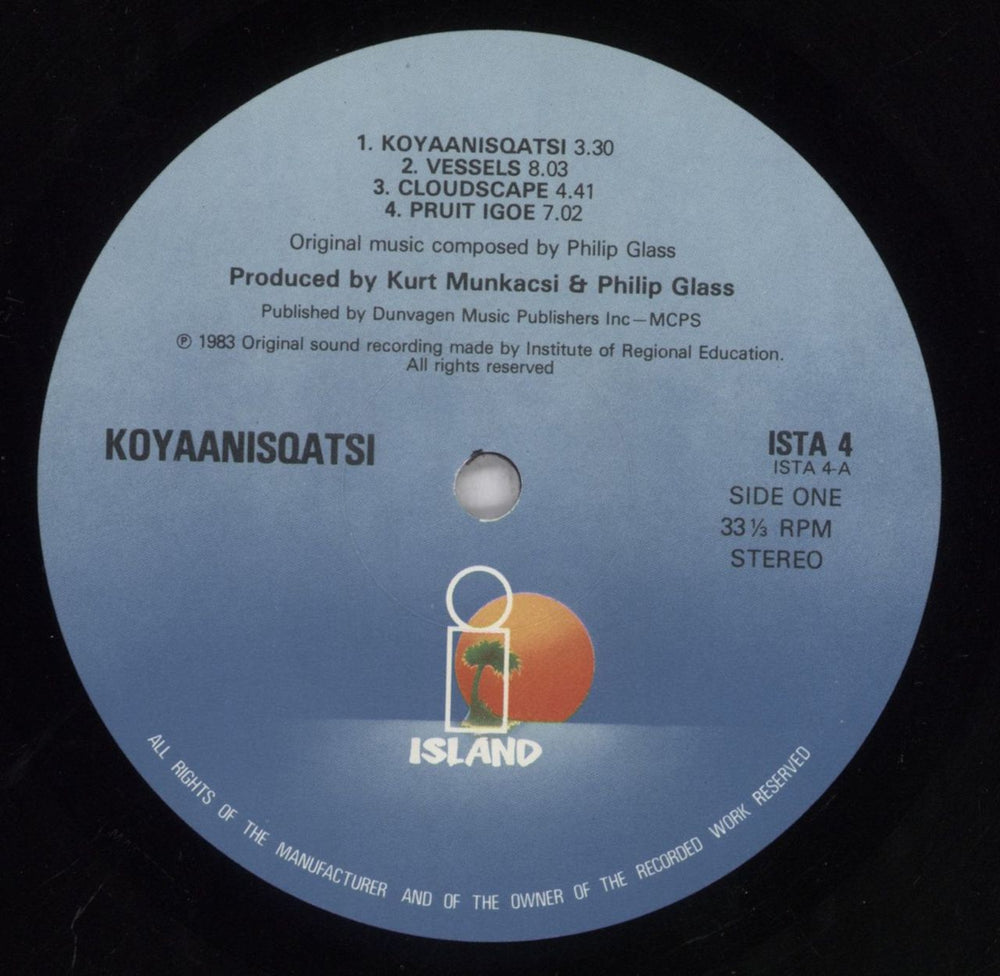 1. KOYAANISQATSI 3.30
2. VESSELS 8.03
3. CLOUDSCAPE 4.41
4. PRUIT IGOE 7.02
Original music composed by Philip Glass
Produced by Kurt Munkacsi & Philip Glass
Published by Dunvagen Music Publishers Inc—MCPS
℗ 1983 Original sound recording made by Institute of Regional Education.
All rights reserved
KOYAANISQATSI
ISTA 4
ISTA 4-A
SIDE ONE
33⅓ RPM
STEREO
ISLAND
ALL RIGHTS OF THE MANUFACTURER AND OF THE OWNER OF THE RECORDED WORK RESERVED